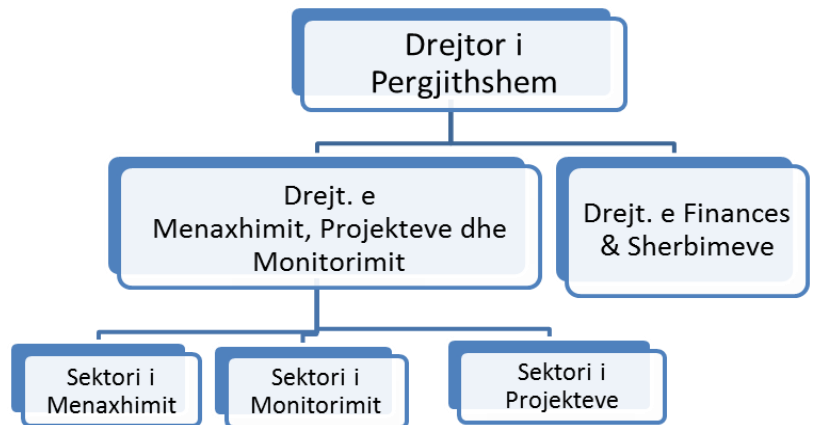 Drejtor i
Pergjithshem
Drejt. e
Menaxhimit, Projekteve dhe
Monitorimit
Drejt. e Finances
& Sherbimeve
Sektori i
Menaxhimit
Sektori i
Monitorimit
Sektori i
Projekteve